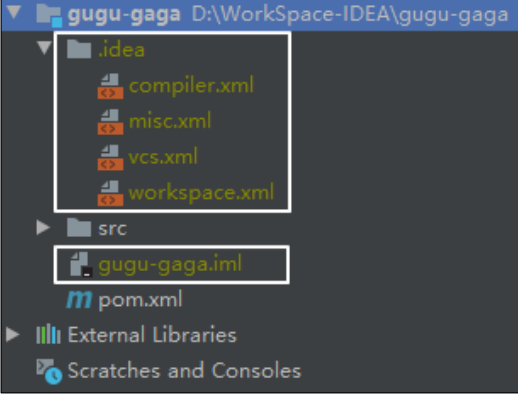 gugu-gaga D:\WorkSpace-IDEA\gugu-gaga
.idea
compiler.xml
misc.xml
vcs.xml
workspace.xml
src
gugu-gaga.iml
m pom.xml
External Libraries
Scratches and Consoles